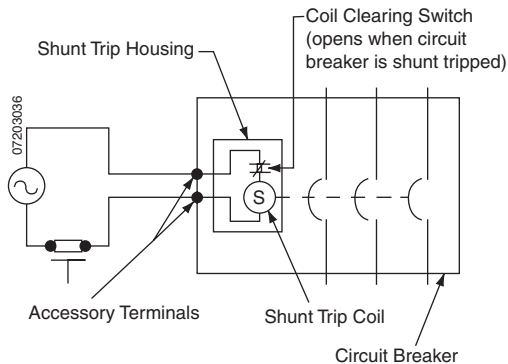 Coil Clearing Switch
(opens when circuit
breaker is shunt tripped)
Shunt Trip Housing
07203036
S
Accessory Terminals
Shunt Trip Coil
Circuit Breaker